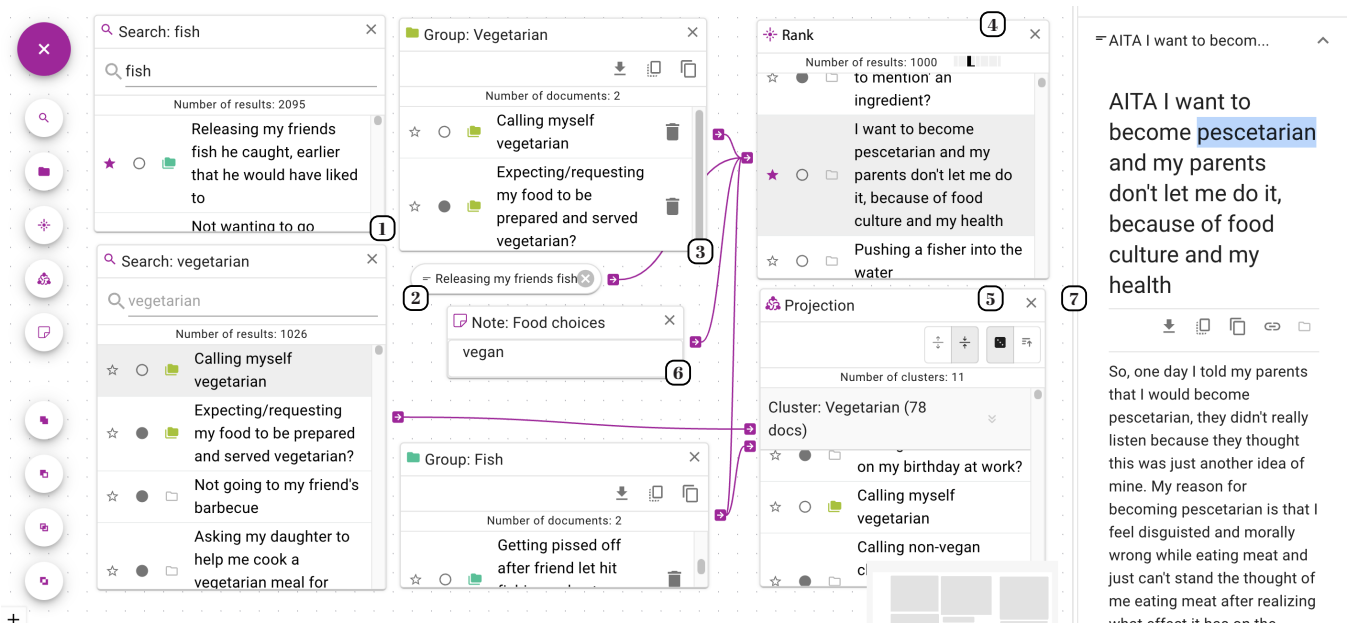 Search: fish
fish
Number of results: 2095
Releasing my friends
fish he caught, earlier
that he would have liked
to
Not wanting to go
1
Search: vegetarian
vegetarian
Number of results: 1026
Calling myself
vegetarian
Expecting/requesting
my food to be prepared
and served vegetarian?
Not going to my friend's
barbecue
Asking my daughter to
help me cook a
vegetarian meal for
Group: Vegetarian
Number of documents: 2
Calling myself
vegetarian
Expecting/requesting
my food to be
prepared and served
vegetarian?
3
Releasing my friends fish
2
Note: Food choices
vegan
6
Group: Fish
Number of documents: 2
Getting pissed off
after friend let hit
4
Rank
Number of results: 1000
to mention' an
ingredient?
I want to become
pescetarian and my
parents don't let me do
it, because of food
culture and my health
Pushing a fisher into the
water
5
Projection
Number of clusters: 11
Cluster: Vegetarian (78
docs)
on my birthday at work?
Calling myself
vegetarian
Calling non-vegan
7
AITA I want to becom...
AITA I want to
become pescetarian
and my parents
don't let me do it,
because of food
culture and my
health
So, one day I told my parents
that I would become
pescetarian, they didn't really
listen because they thought
this was just another idea of
mine. My reason for
becoming pescetarian is that I
feel disguisted and morally
wrong while eating meat and
just can't stand the thought of
me eating meat after realizing
what effect it has on the